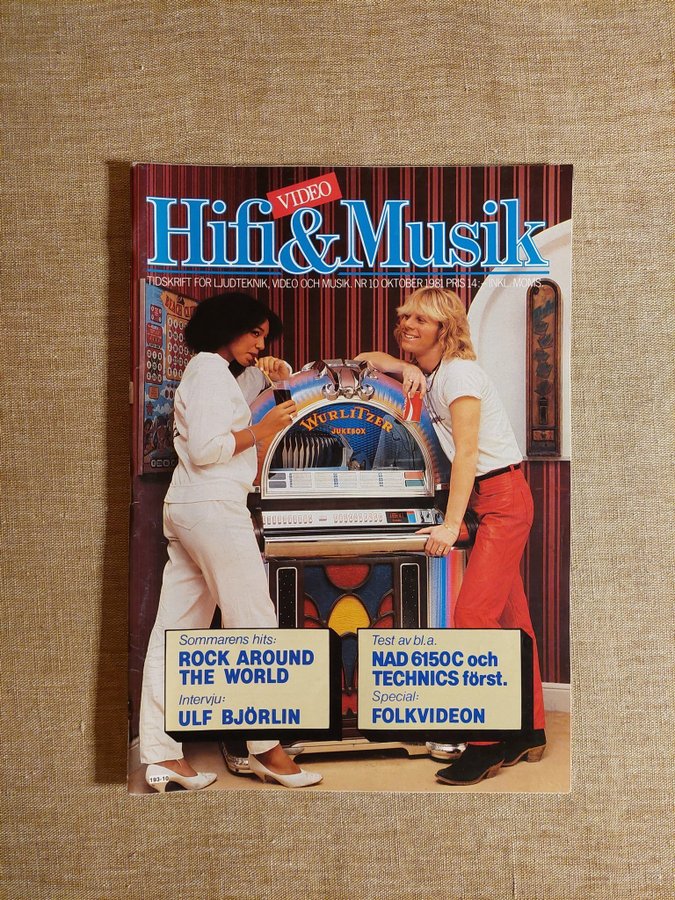 VIDEO
Hifi&Musik
TIDSKRIFT FÖR LJUDTEKNIK, VIDEO OCH MUSIK. NR 10 OKTOBER 1981 PRIS 14:- INKL. MOMS.
WURLITZER
JUKEBOX
Sommarens hits:
ROCK AROUND
THE WORLD
Intervju:
ULF BJÖRLIN
Test av bl.a.
NAD 6150C och
TECHNICS först.
Special:
FOLKVIDEON
193-10